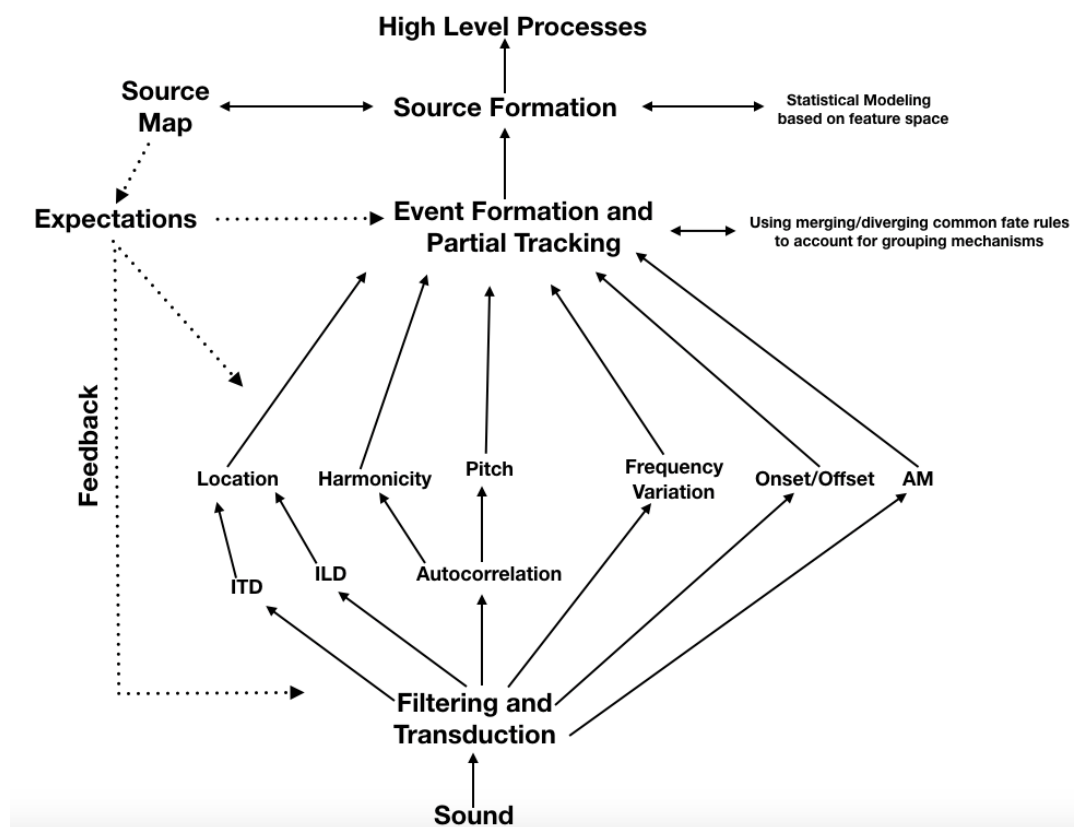 High Level Processes
Source
Map
Source Formation
Statistical Modeling
based on feature space
Expectations
Event Formation and
Partial Tracking
Using merging/diverging common fate rules
to account for grouping mechanisms
Feedback
Location
Harmonicity
Pitch
Frequency
Variation
Onset/Offset
AM
ITD
ILD
Autocorrelation
Filtering and
Transduction
Sound